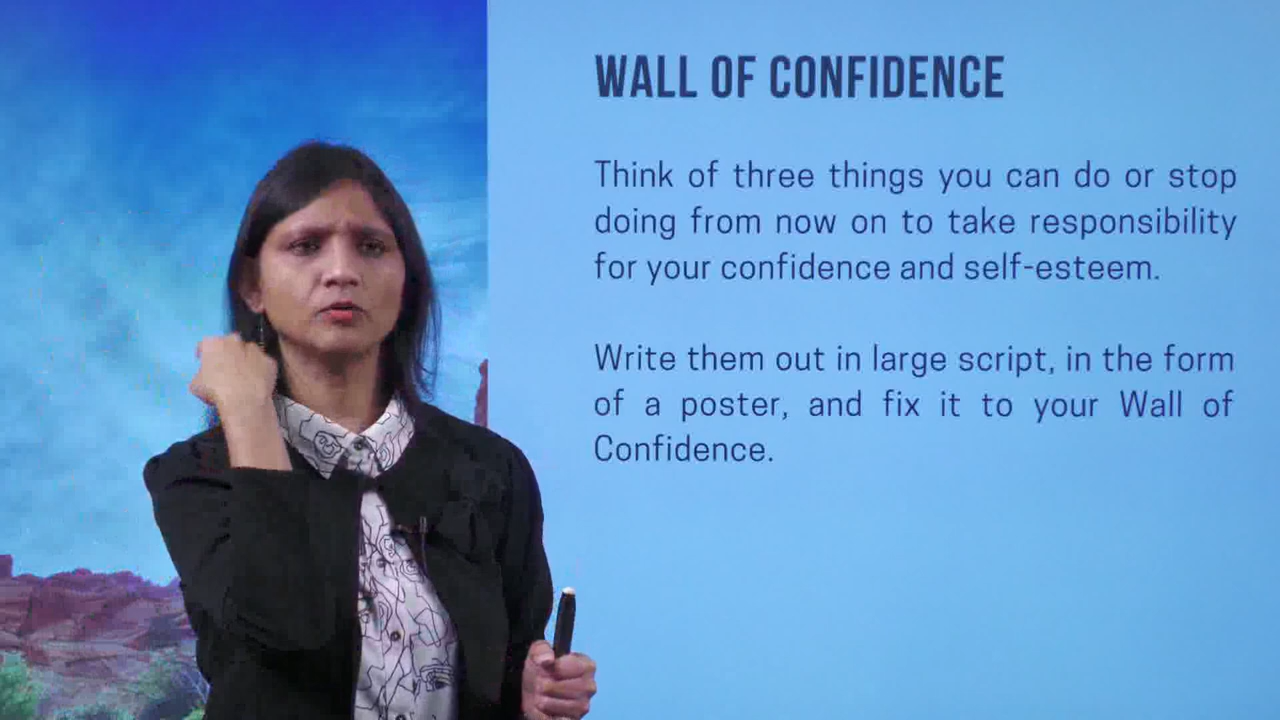 WALL OF CONFIDENCE
Think of three things you can do or stop
doing from now on to take responsibility
for your confidence and self-esteem.
Write them out in large script, in the form
of a poster, and fix it to your Wall of
Confidence.